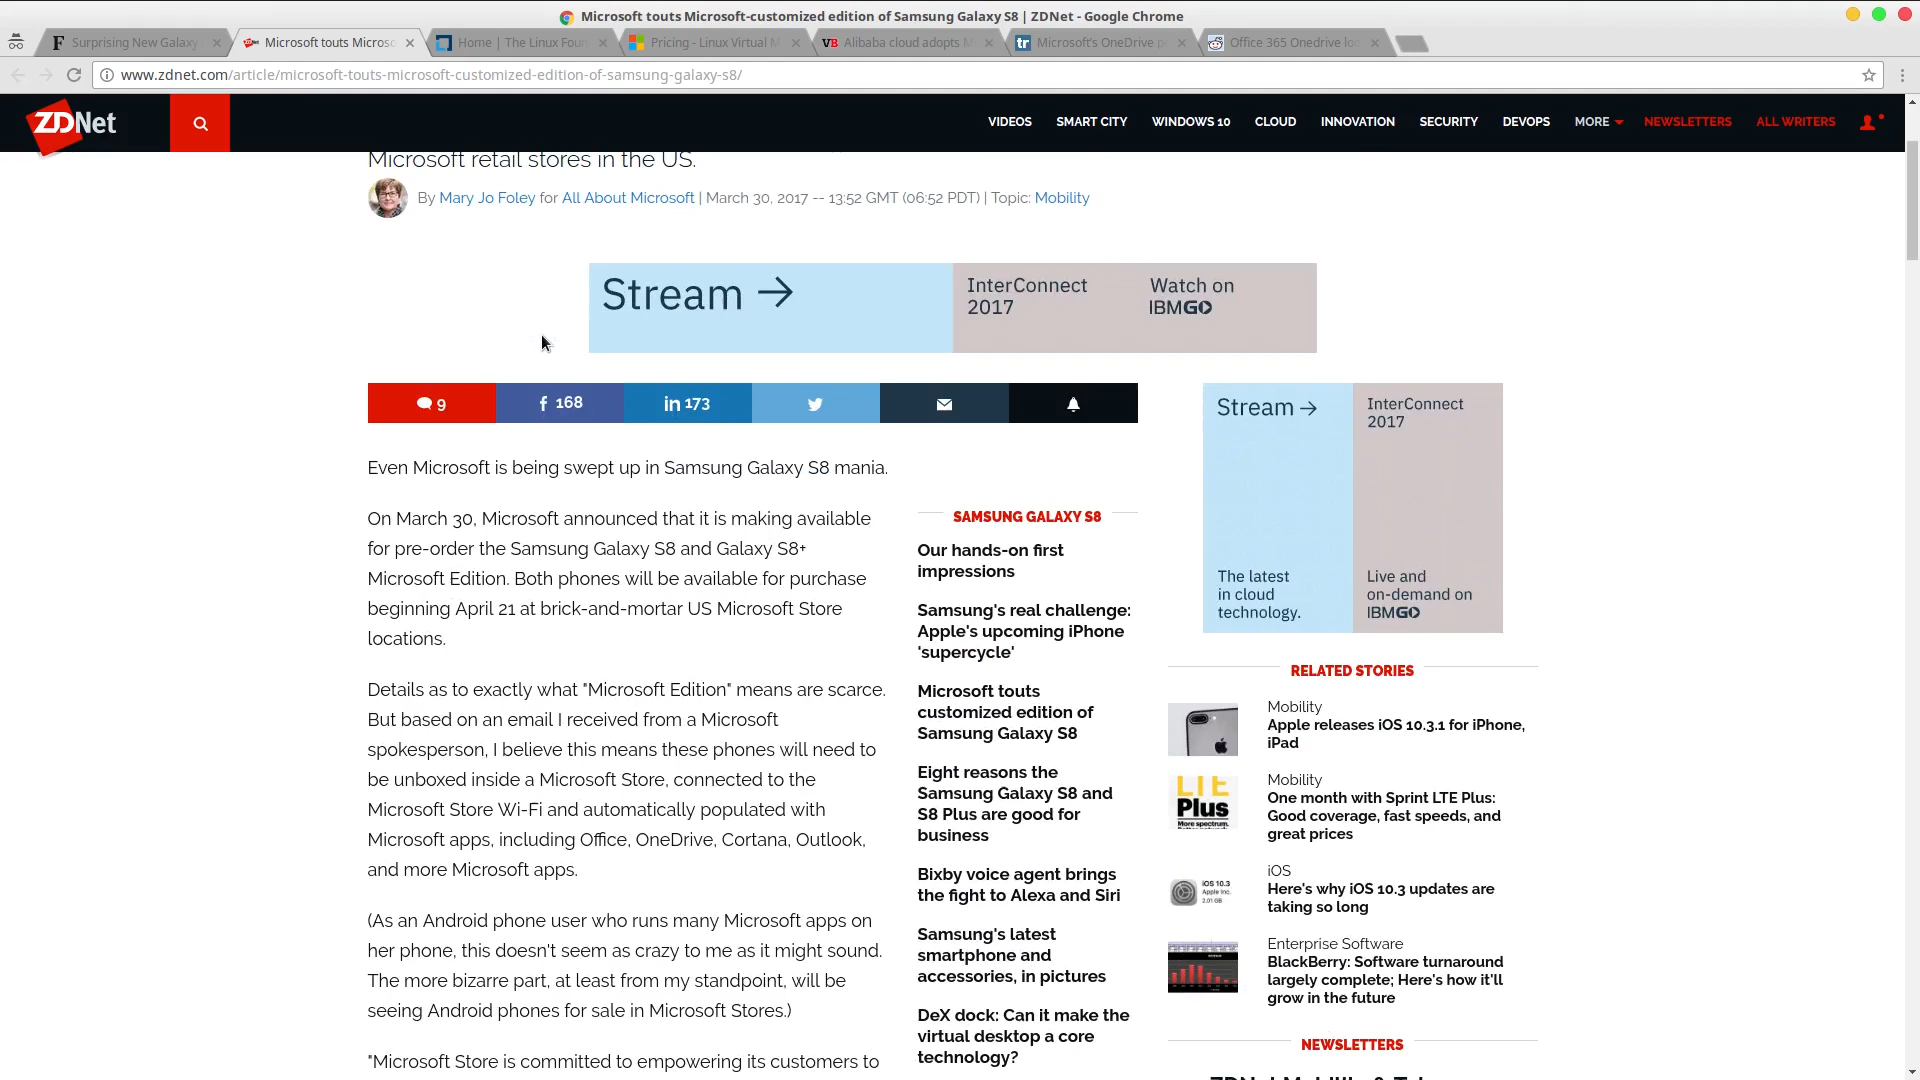 Microsoft touts Microsoft-customized edition of Samsung Galaxy S8 | ZDNet - Google Chrome
Surprising New Galaxy
Microsoft touts Microso
Home | The Linux Foun
Pricing - Linux Virtual M
Alibaba cloud adopts M
Microsoft's OneDrive p
Office 365 Onedrive lo
www.zdnet.com/article/microsoft-touts-microsoft-customized-edition-of-samsung-galaxy-s8/
ZDNet
VIDEOS
SMART CITY
WINDOWS 10
CLOUD
INNOVATION
SECURITY
DEVOPS
MORE
NEWSLETTERS
ALL WRITERS
Microsoft retail stores in the US.
By Mary Jo Foley for All About Microsoft | March 30, 2017 -- 13:52 GMT (06:52 PDT) | Topic: Mobility
Stream →
InterConnect
2017
Watch on
IBMGO
9
168
in 173
Even Microsoft is being swept up in Samsung Galaxy S8 mania.
On March 30, Microsoft announced that it is making available
for pre-order the Samsung Galaxy S8 and Galaxy S8+
Microsoft Edition. Both phones will be available for purchase
beginning April 21 at brick-and-mortar US Microsoft Store
locations.
Details as to exactly what "Microsoft Edition" means are scarce.
But based on an email I received from a Microsoft
spokesperson, I believe this means these phones will need to
be unboxed inside a Microsoft Store, connected to the
Microsoft Store Wi-Fi and automatically populated with
Microsoft apps, including Office, OneDrive, Cortana, Outlook,
and more Microsoft apps.
(As an Android phone user who runs many Microsoft apps on
her phone, this doesn't seem as crazy to me as it might sound.
The more bizarre part, at least from my standpoint, will be
seeing Android phones for sale in Microsoft Stores.)
"Microsoft Store is committed to empowering its customers to
SAMSUNG GALAXY S8
Our hands-on first
impressions
Samsung's real challenge:
Apple's upcoming iPhone
'supercycle'
Microsoft touts
customized edition of
Samsung Galaxy S8
Eight reasons the
Samsung Galaxy S8 and
S8 Plus are good for
business
Bixby voice agent brings
the fight to Alexa and Siri
Samsung's latest
smartphone and
accessories, in pictures
DeX dock: Can it make the
virtual desktop a core
technology?
Stream →
InterConnect
2017
The latest
in cloud
technology.
Live and
on-demand on
IBMGO
RELATED STORIES
Mobility
Apple releases iOS 10.3.1 for iPhone,
iPad
LTE
Plus
More spectrum.
Mobility
One month with Sprint LTE Plus:
Good coverage, fast speeds, and
great prices
iOS 10.3
Apple Inc.
2.01 GB
iOS
Here's why iOS 10.3 updates are
taking so long
Enterprise Software
BlackBerry: Software turnaround
largely complete; Here's how it'll
grow in the future
NEWSLETTERS